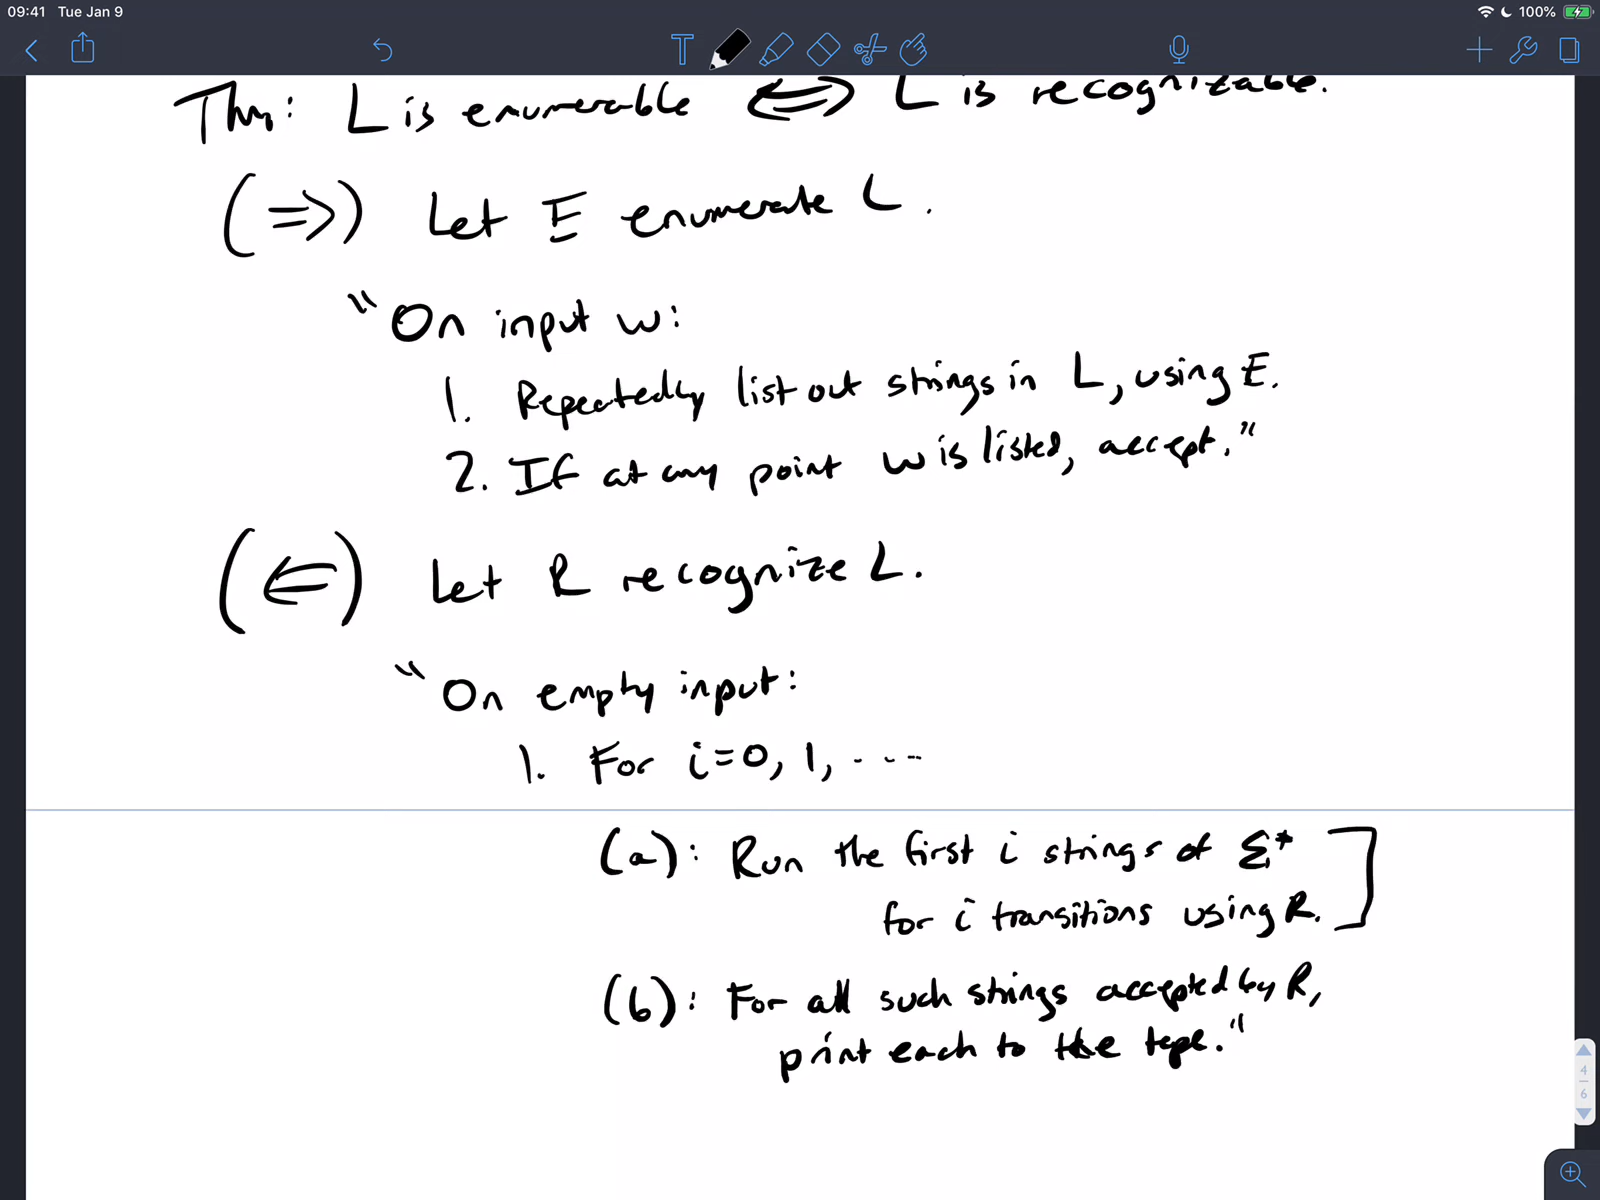 09:41 Tue Jan 9
100%
T
Thm: L is enumerable ⟺ L is recognizable.
(⇒) Let E enumerate L.
"On input w:
1. Repeatedly list out strings in L, using E.
2. If at any point w is listed, accept."
(⇐) Let R recognize L.
"On empty input:
1. For i=0, 1, ....
(a): Run the first i strings of Σ*
for i transitions using R.
(b): For all such strings accepted by R,
print each to the tape."
4
6